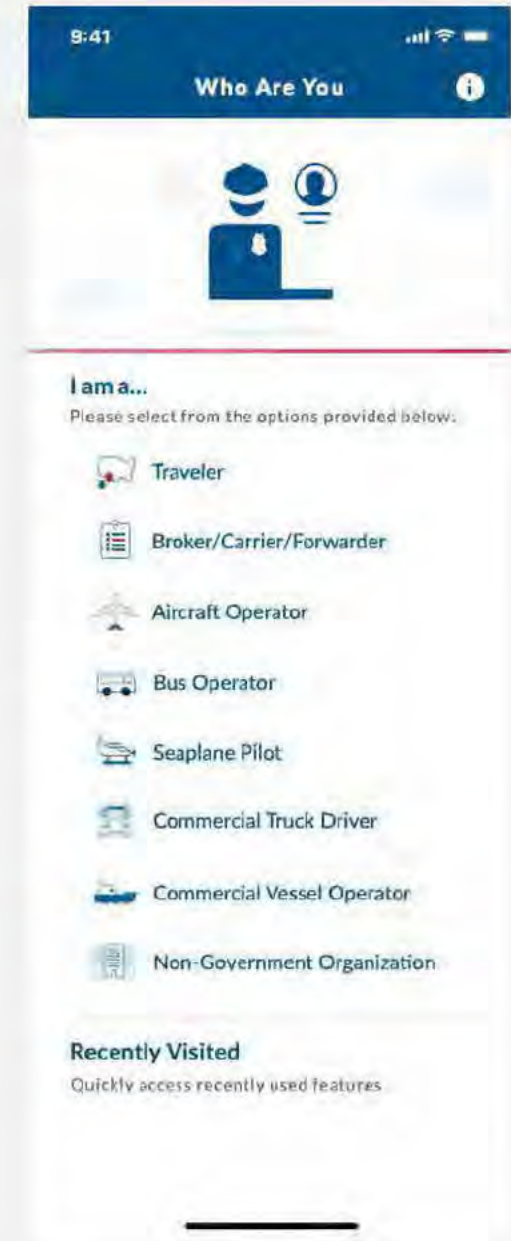 9:41
Who Are You
I am a...
Please select from the options provided below.
Traveler
Broker/Carrier/Forwarder
Aircraft Operator
Bus Operator
Seaplane Pilot
Commercial Truck Driver
Commercial Vessel Operator
Non-Government Organization
Recently Visited
Quickly access recently used features